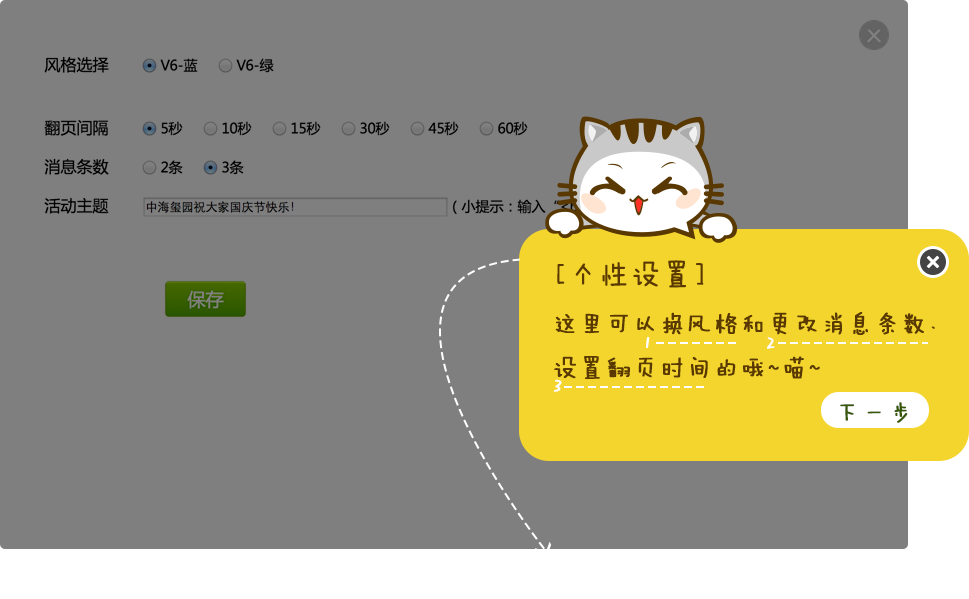 风格选择 V6-蓝 V6-绿
翻页间隔 5秒 10秒 15秒 30秒 45秒 60秒
消息条数 2条 3条
活动主题 中海玺园祝大家国庆节快乐! (小提示:输入“<
保存
[个性设置]
这里可以换风格和更改消息条数.
1 2
设置翻页时间的哦~喵~
3
下一步